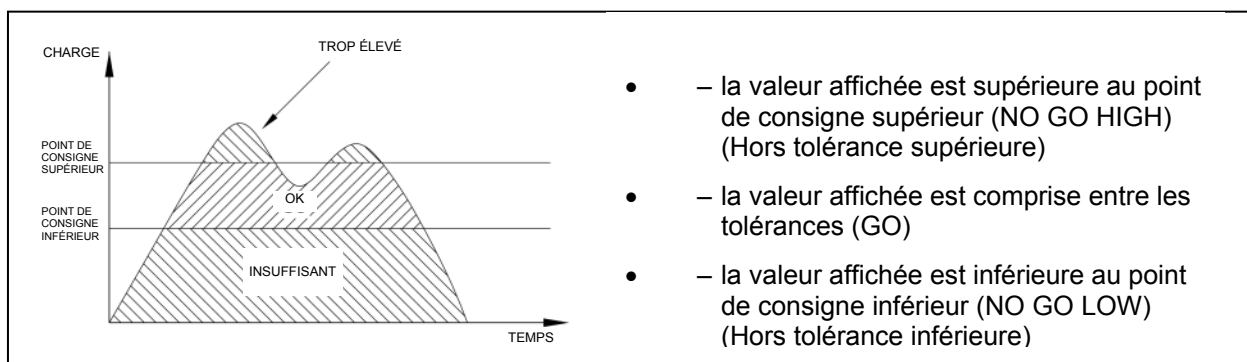 CHARGE
TROP ÉLEVÉ
POINT DE
CONSIGNE
SUPÉRIEUR
OK
POINT DE
CONSIGNE
INFÉRIEUR
INSUFFISANT
TEMPS
• – la valeur affichée est supérieure au point
de consigne supérieur (NO GO HIGH)
(Hors tolérance supérieure)
• – la valeur affichée est comprise entre les
tolérances (GO)
• – la valeur affichée est inférieure au point
de consigne inférieur (NO GO LOW)
(Hors tolérance inférieure)